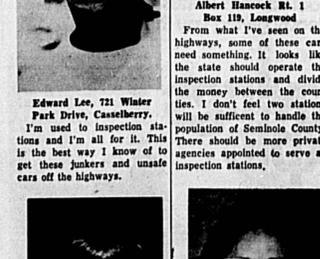 Edward Lee, 721 Winter
Park Drive, Casselberry.
I'm used to inspection sta-
tions and I'm all for it. This
is the best way I know of to
get these junkers and unsafe
cars off the highways.
Albert Hancock Rt. 1
Box 119, Longwood
From what I've seen on th
highways, some of these car
need something. It looks lik
the state should operate th
inspection stations and divid
the money between the coun
ties. I don't feel two station
will be sufficent to handle th
population of Seminole County
There should be more privat
agencies appointed to serve a
inspection stations.